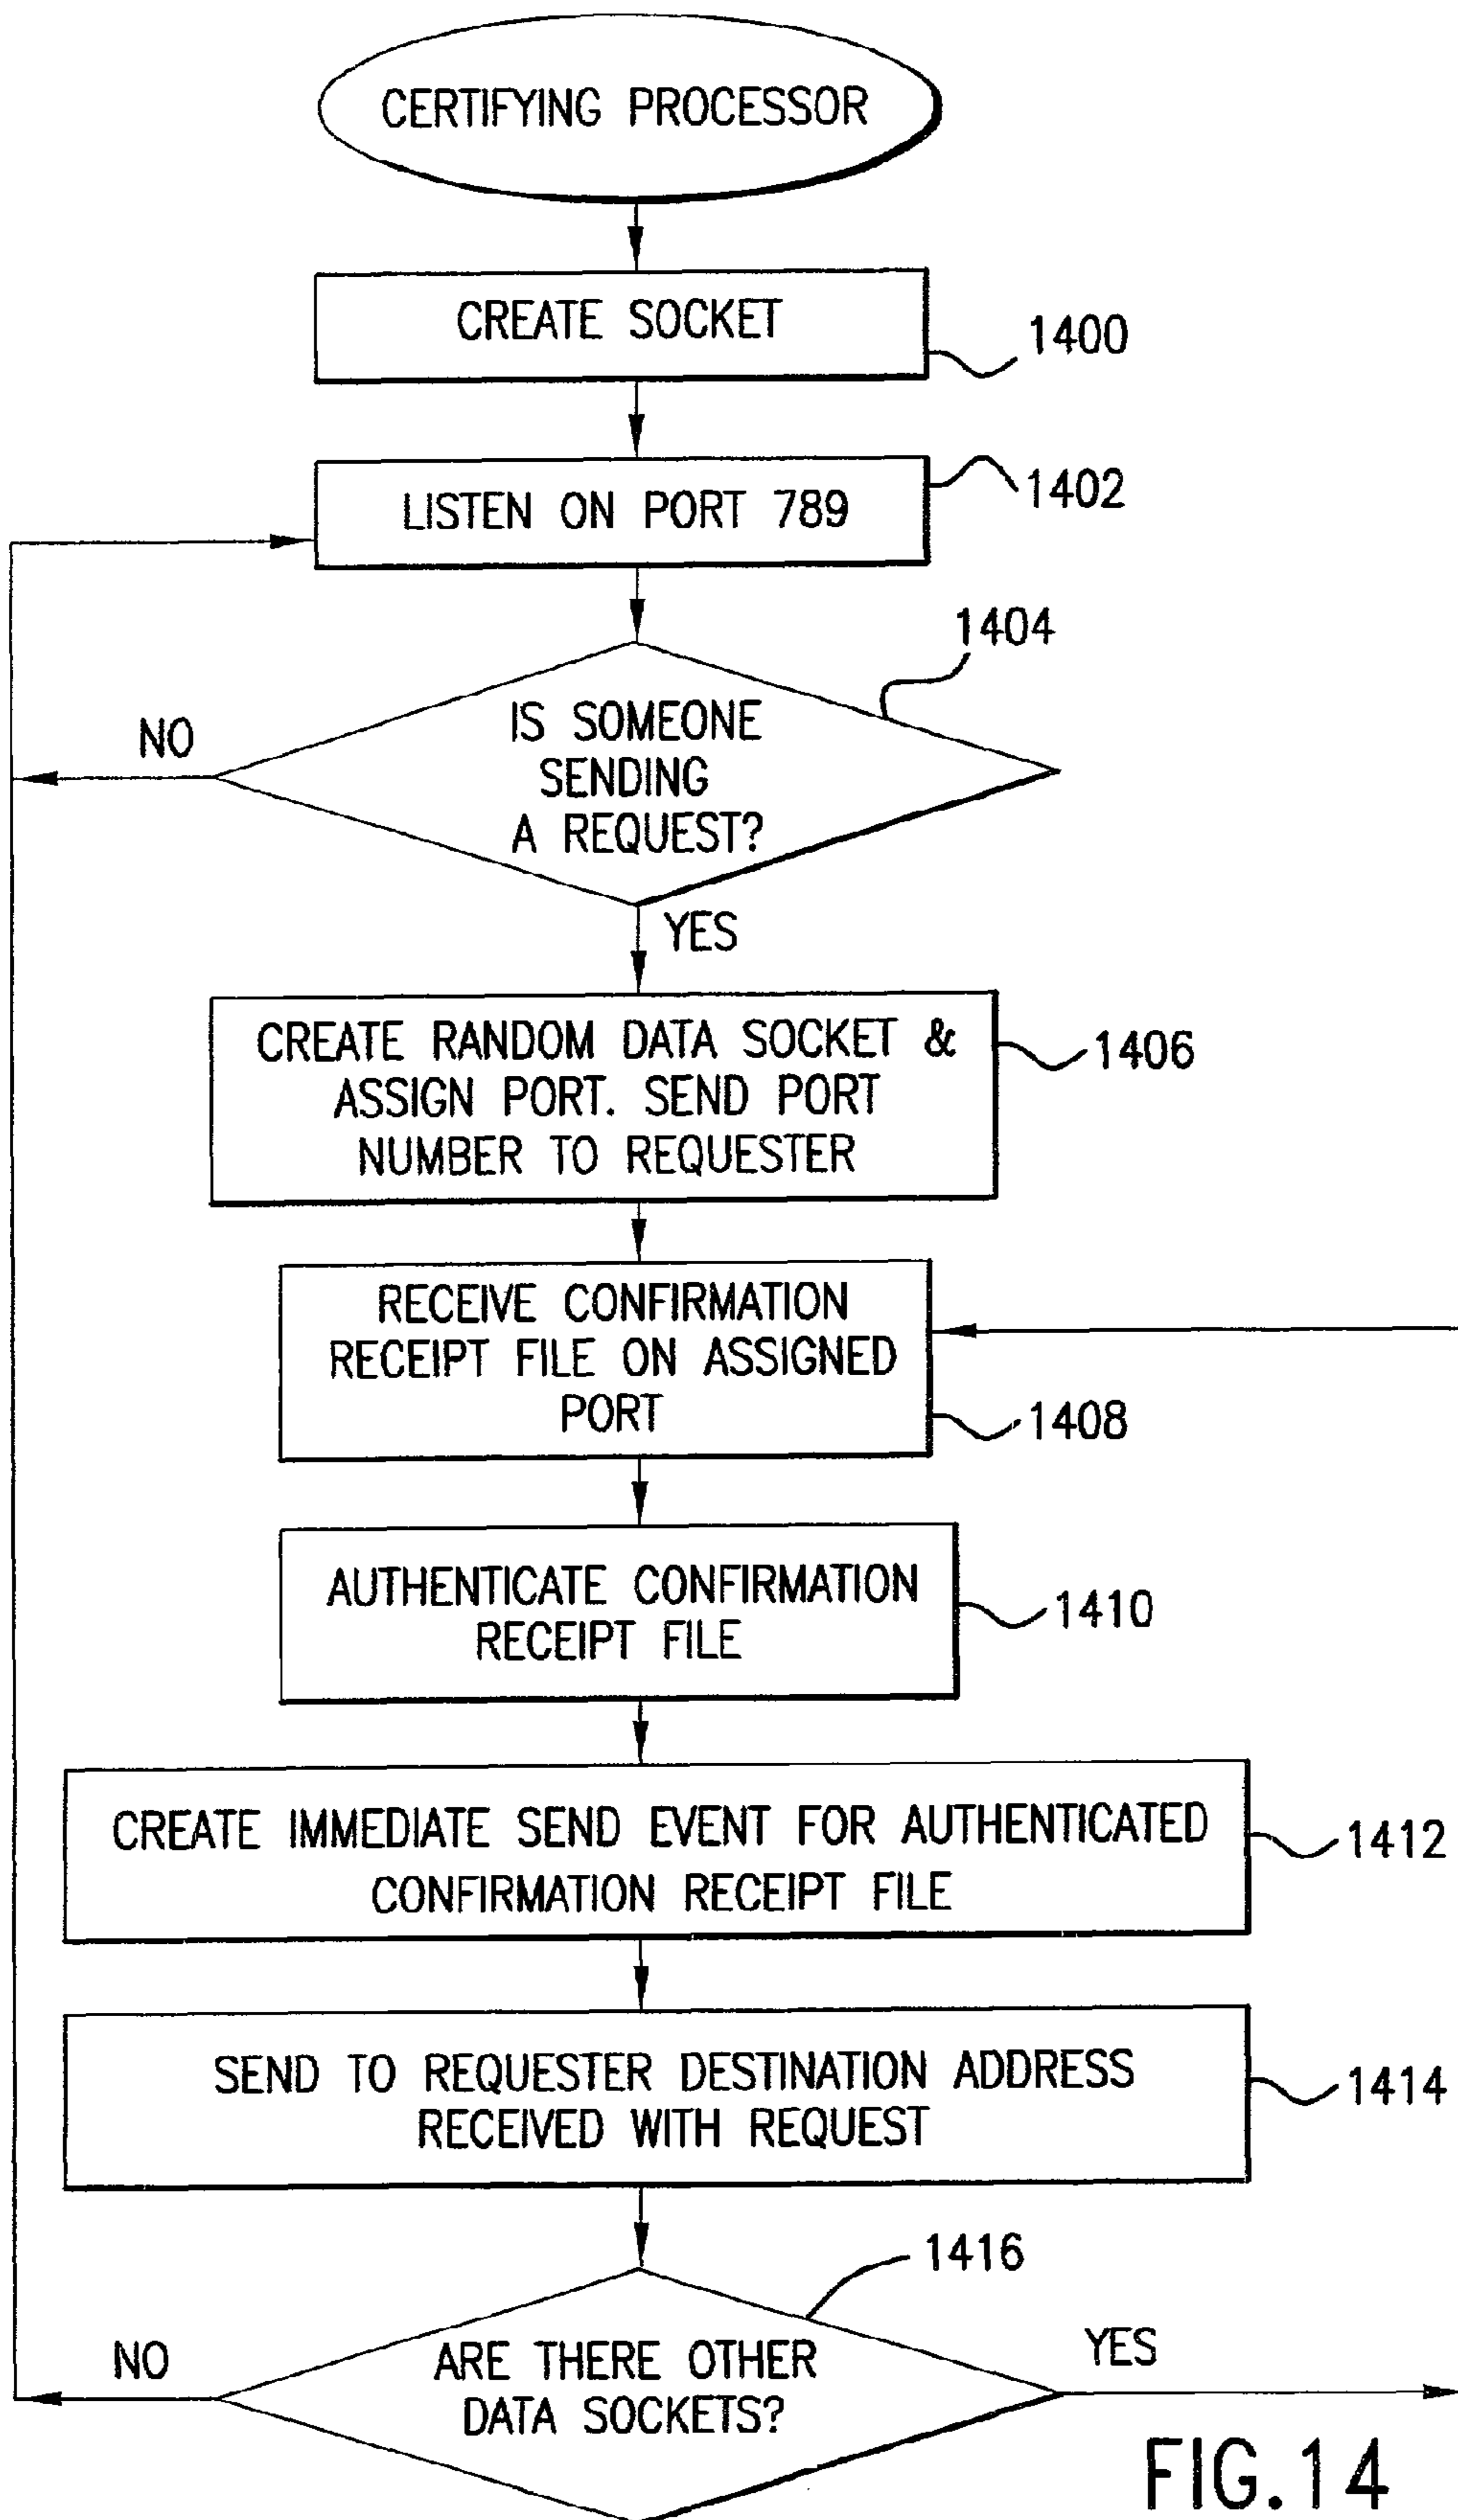 CERTIFYING PROCESSOR
CREATE SOCKET
1400
LISTEN ON PORT 789
1402
1404
IS SOMEONE
SENDING
A REQUEST?
NO
YES
CREATE RANDOM DATA SOCKET &
ASSIGN PORT. SEND PORT
NUMBER TO REQUESTER
1406
RECEIVE CONFIRMATION
RECEIPT FILE ON ASSIGNED
PORT
1408
AUTHENTICATE CONFIRMATION
RECEIPT FILE
1410
CREATE IMMEDIATE SEND EVENT FOR AUTHENTICATED
CONFIRMATION RECEIPT FILE
1412
SEND TO REQUESTER DESTINATION ADDRESS
RECEIVED WITH REQUEST
1414
1416
ARE THERE OTHER
DATA SOCKETS?
NO
YES
FIG.14